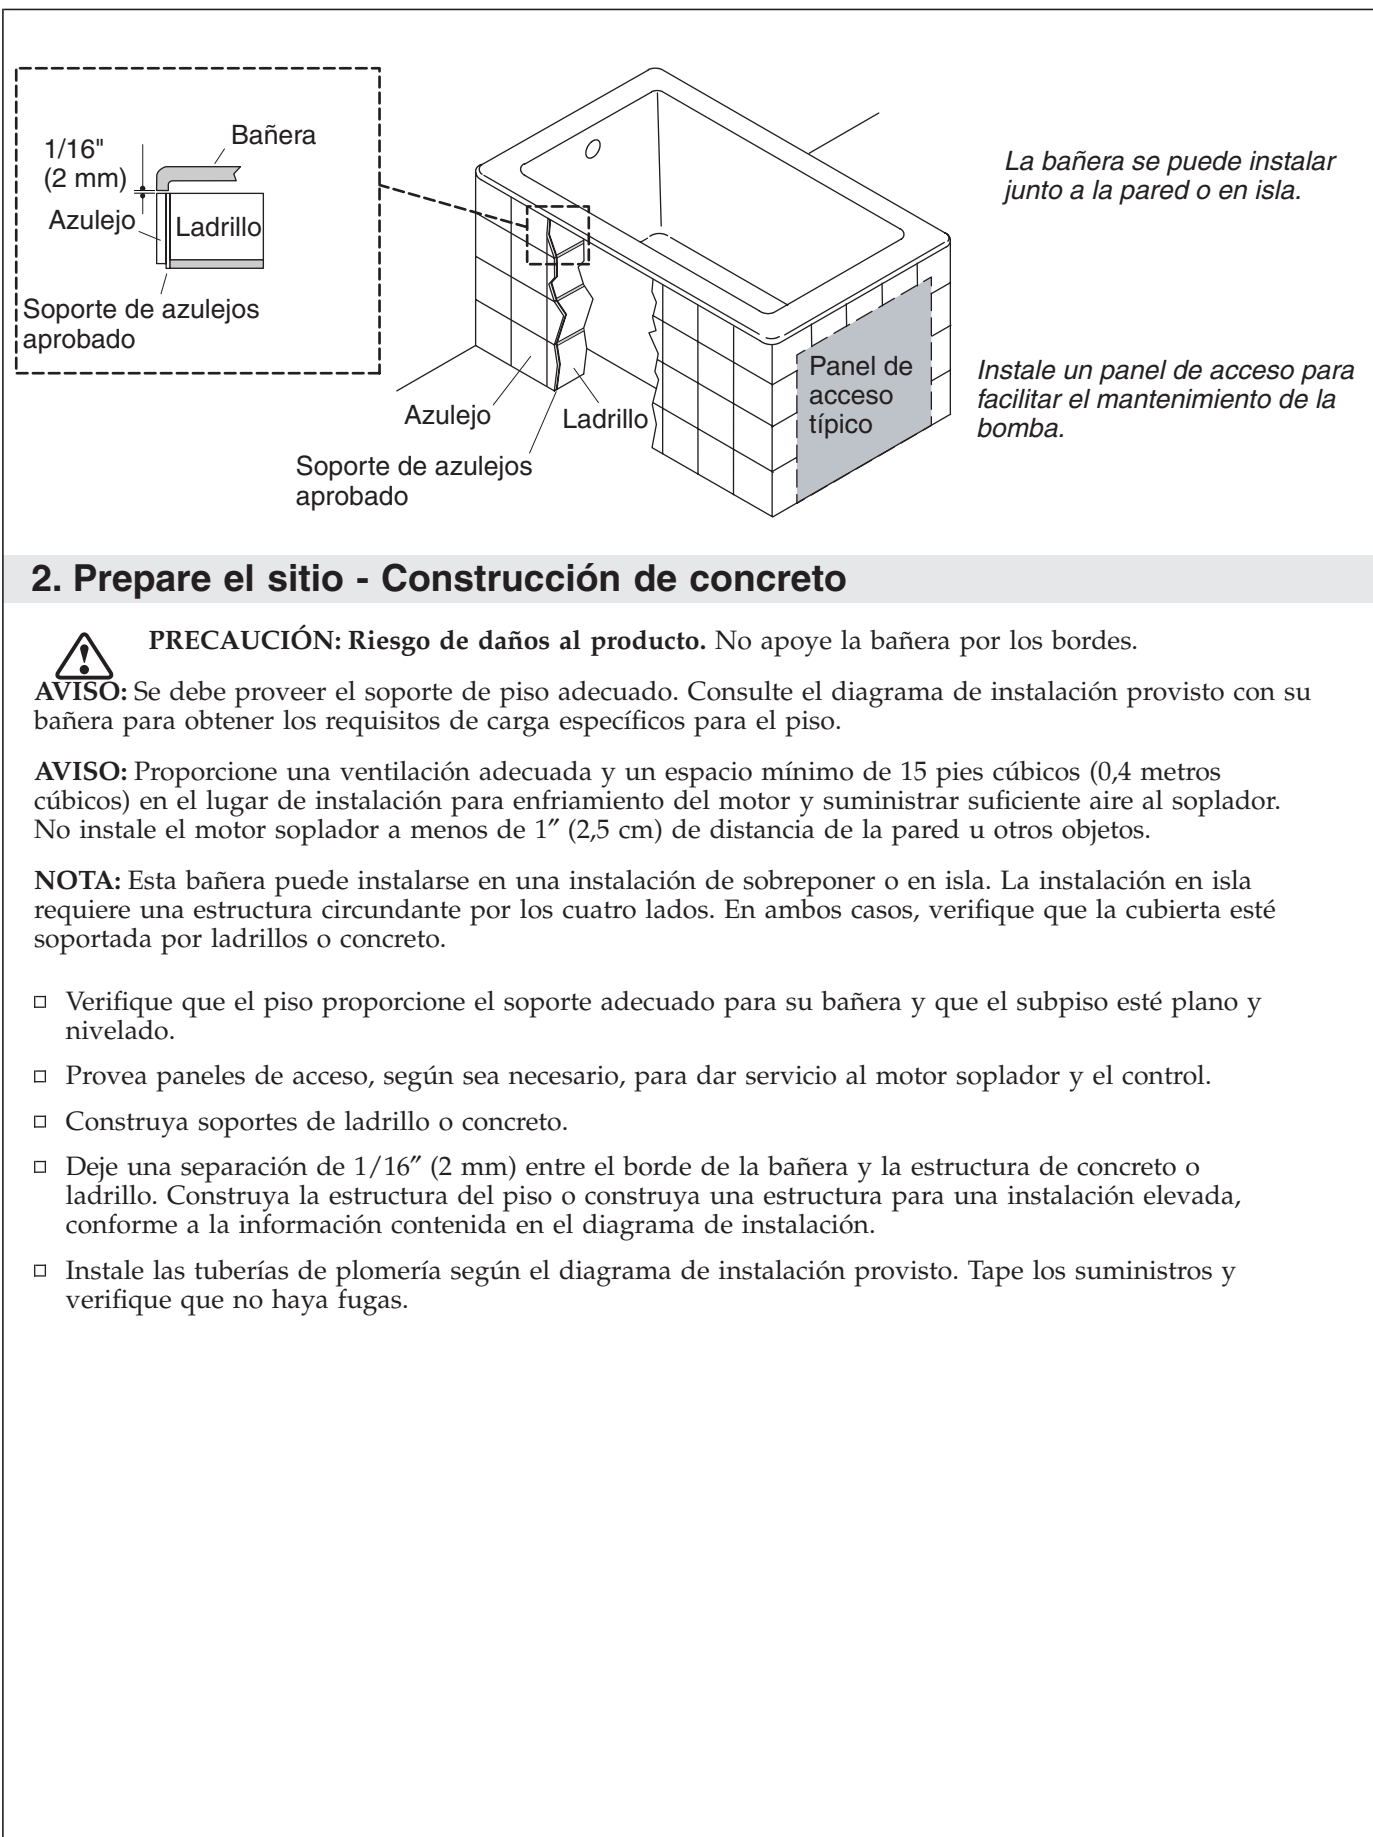 1/16"
(2 mm)
Bañera
Azulejo
Ladrillo
Soporte de azulejos
aprobado
La bañera se puede instalar
junto a la pared o en isla.
Panel de
acceso
típico
Instale un panel de acceso para
facilitar el mantenimiento de la
bomba.
Azulejo
Ladrillo
Soporte de azulejos
aprobado
2. Prepare el sitio - Construcción de concreto
PRECAUCIÓN: Riesgo de daños al producto. No apoye la bañera por los bordes.
AVISO: Se debe proveer el soporte de piso adecuado. Consulte el diagrama de instalación provisto con su
bañera para obtener los requisitos de carga específicos para el piso.
AVISO: Proporcione una ventilación adecuada y un espacio mínimo de 15 pies cúbicos (0,4 metros
cúbicos) en el lugar de instalación para enfriamiento del motor y suministrar suficiente aire al soplador.
No instale el motor soplador a menos de 1″ (2,5 cm) de distancia de la pared u otros objetos.
NOTA: Esta bañera puede instalarse en una instalación de sobreponer o en isla. La instalación en isla
requiere una estructura circundante por los cuatro lados. En ambos casos, verifique que la cubierta esté
soportada por ladrillos o concreto.
□ Verifique que el piso proporcione el soporte adecuado para su bañera y que el subpiso esté plano y
nivelado.
□ Provea paneles de acceso, según sea necesario, para dar servicio al motor soplador y el control.
□ Construya soportes de ladrillo o concreto.
□ Deje una separación de 1/16″ (2 mm) entre el borde de la bañera y la estructura de concreto o
ladrillo. Construya la estructura del piso o construya una estructura para una instalación elevada,
conforme a la información contenida en el diagrama de instalación.
□ Instale las tuberías de plomería según el diagrama de instalación provisto. Tape los suministros y
verifique que no haya fugas.